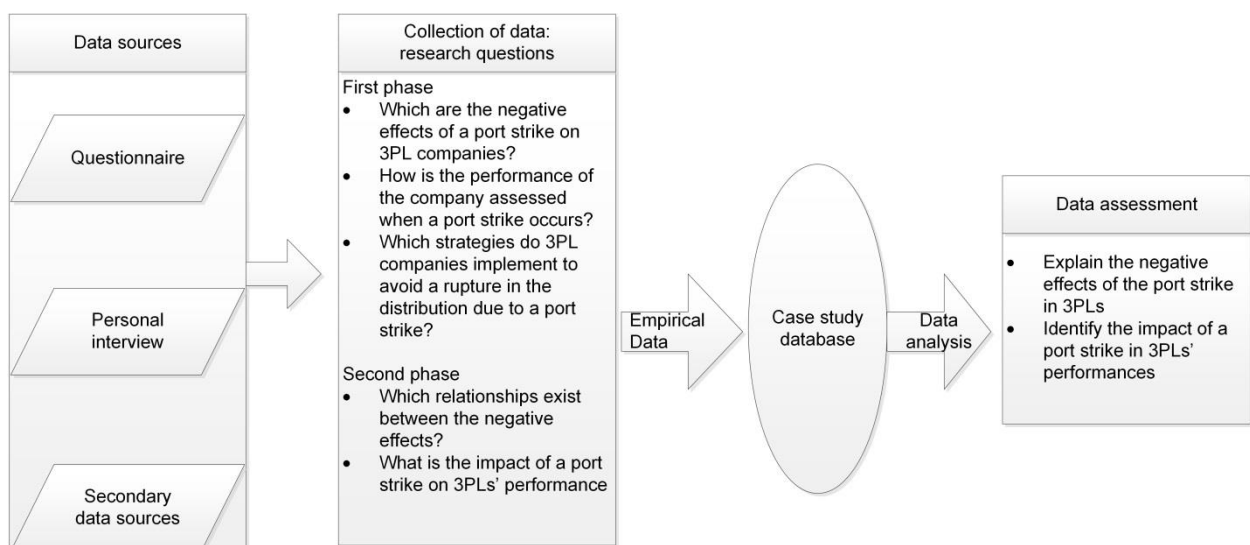 Data sources
Questionnaire
Personal
interview
Secondary
data sources
Collection of data:
research questions
First phase
• Which are the negative
effects of a port strike on
3PL companies?
• How is the performance of
the company assessed
when a port strike occurs?
• Which strategies do 3PL
companies implement to
avoid a rupture in the
distribution due to a port
strike?
Second phase
• Which relationships exist
between the negative
effects?
• What is the impact of a port
strike on 3PLs’ performance
Empirical
Data
Case study
database
Data
analysis
Data assessment
• Explain the negative
effects of the port strike
in 3PLs
• Identify the impact of a
port strike in 3PLs’
performances